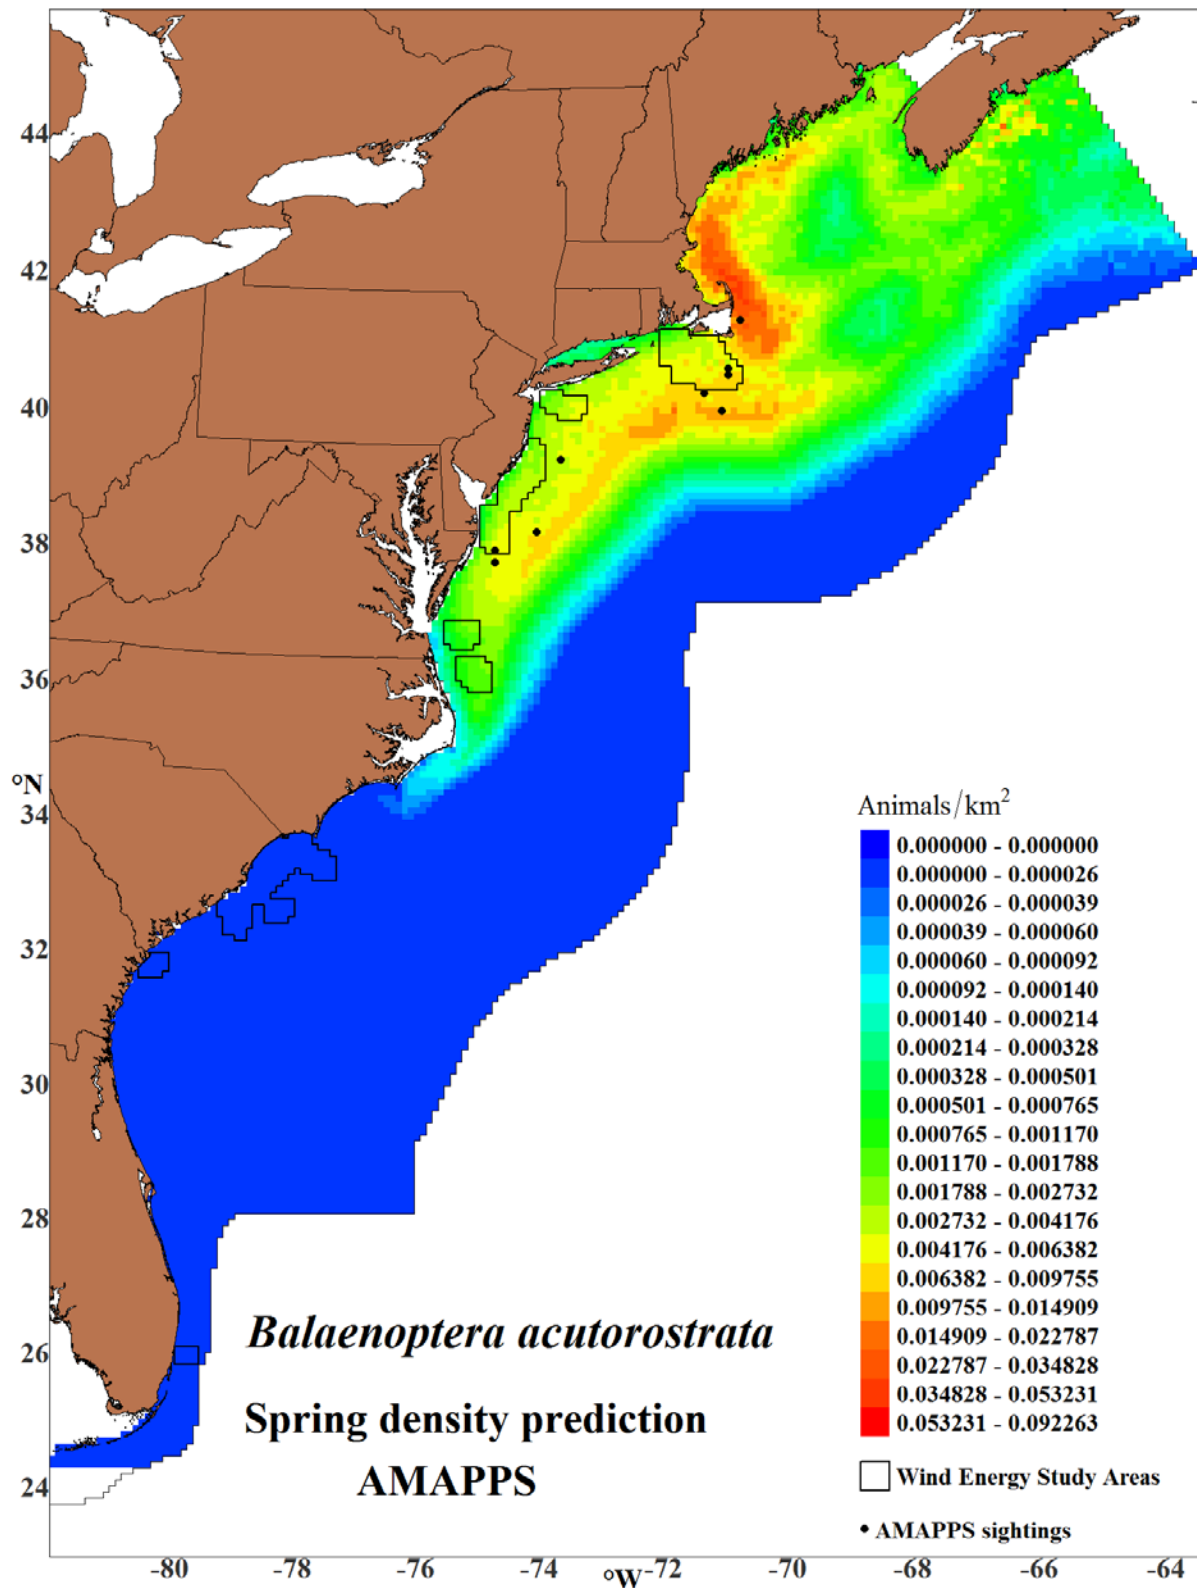 44
42
40
38
36
°N
34
32
30
28
26
24
Animals/km²
0.000000 - 0.000000
0.000000 - 0.000026
0.000026 - 0.000039
0.000039 - 0.000060
0.000060 - 0.000092
0.000092 - 0.000140
0.000140 - 0.000214
0.000214 - 0.000328
0.000328 - 0.000501
0.000501 - 0.000765
0.000765 - 0.001170
0.001170 - 0.001788
0.001788 - 0.002732
0.002732 - 0.004176
0.004176 - 0.006382
0.006382 - 0.009755
0.009755 - 0.014909
0.014909 - 0.022787
0.022787 - 0.034828
0.034828 - 0.053231
0.053231 - 0.092263
Wind Energy Study Areas
AMAPPS sightings
Balaenoptera acutorostrata
Spring density prediction
AMAPPS
-80 -78 -76 -74 °W -72 -70 -68 -66 -64